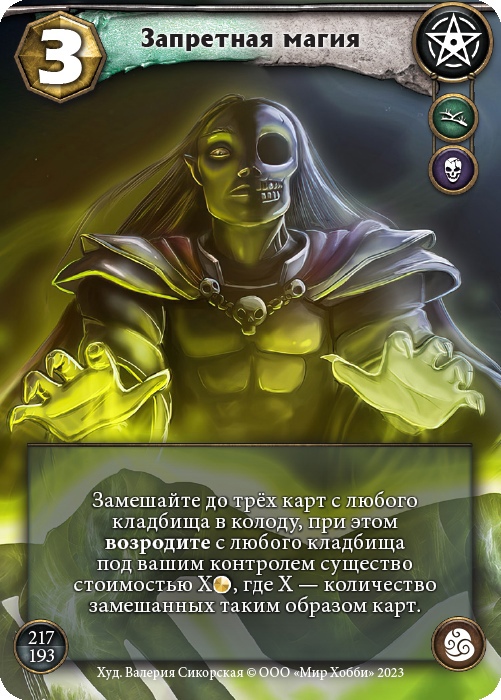 3
Запретная магия
Замешайте до трёх карт с любого
кладбища в колоду, при этом
возродите с любого кладбища
под вашим контролем существо
стоимостью X, где X — количество
замешанных таким образом карт.
217
193
Худ. Валерия Сикорская © ООО «Мир Хобби» 2023